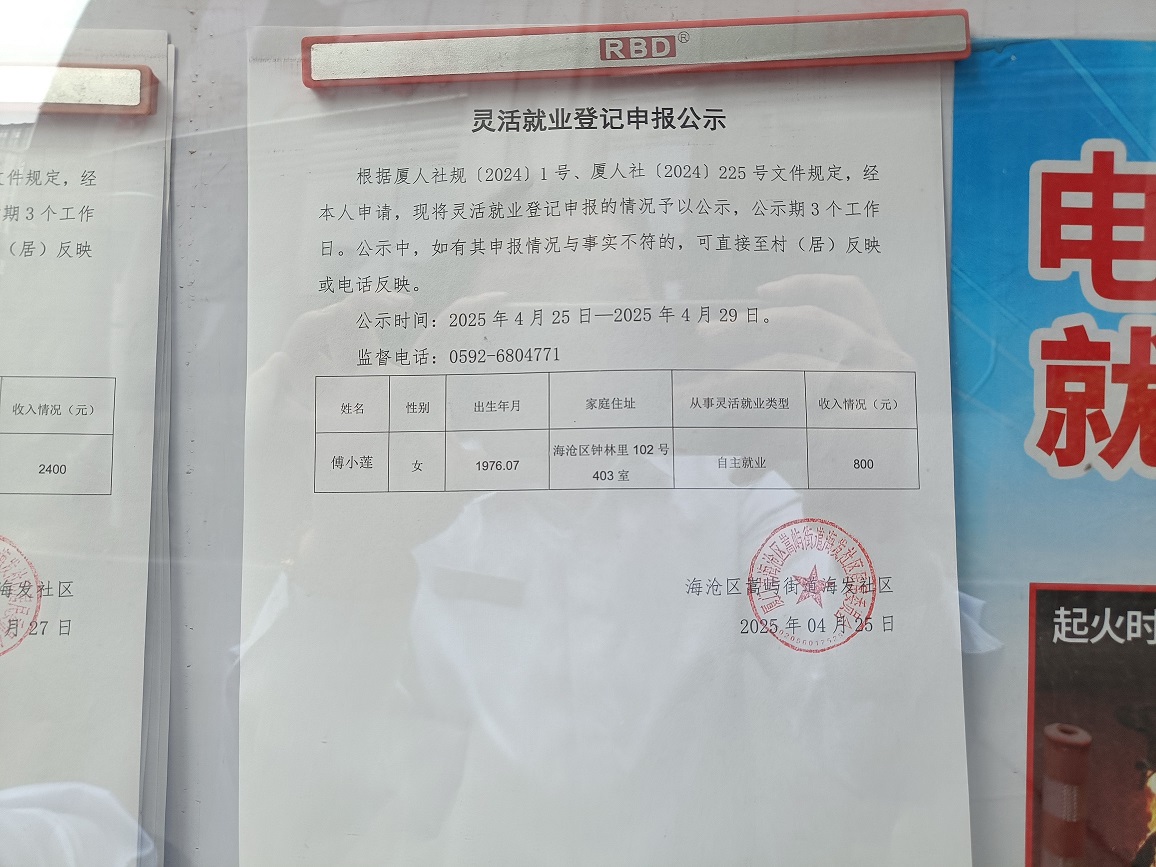 RBD®
灵活就业登记申报公示
根据厦人社规〔2024〕1号、厦人社〔2024〕225号文件规定，经
本人申请，现将灵活就业登记申报的情况予以公示，公示期3个工作
日。公示中，如有其申报情况与事实不符的，可直接至村（居）反映
或电话反映。
公示时间：2025年4月25日—2025年4月29日。
监督电话：0592-6804771
姓名 性别 出生年月 家庭住址 从事灵活就业类型 收入情况（元）
傅小莲 女 1976.07 海沧区钟林里102号 自主就业 800
403室
海沧区嵩屿街道海发社区
2025年04月25日
件规定，经
期3个工作
（居）反映
收入情况（元）
2400
海发社区
月27日
电
就
起火时